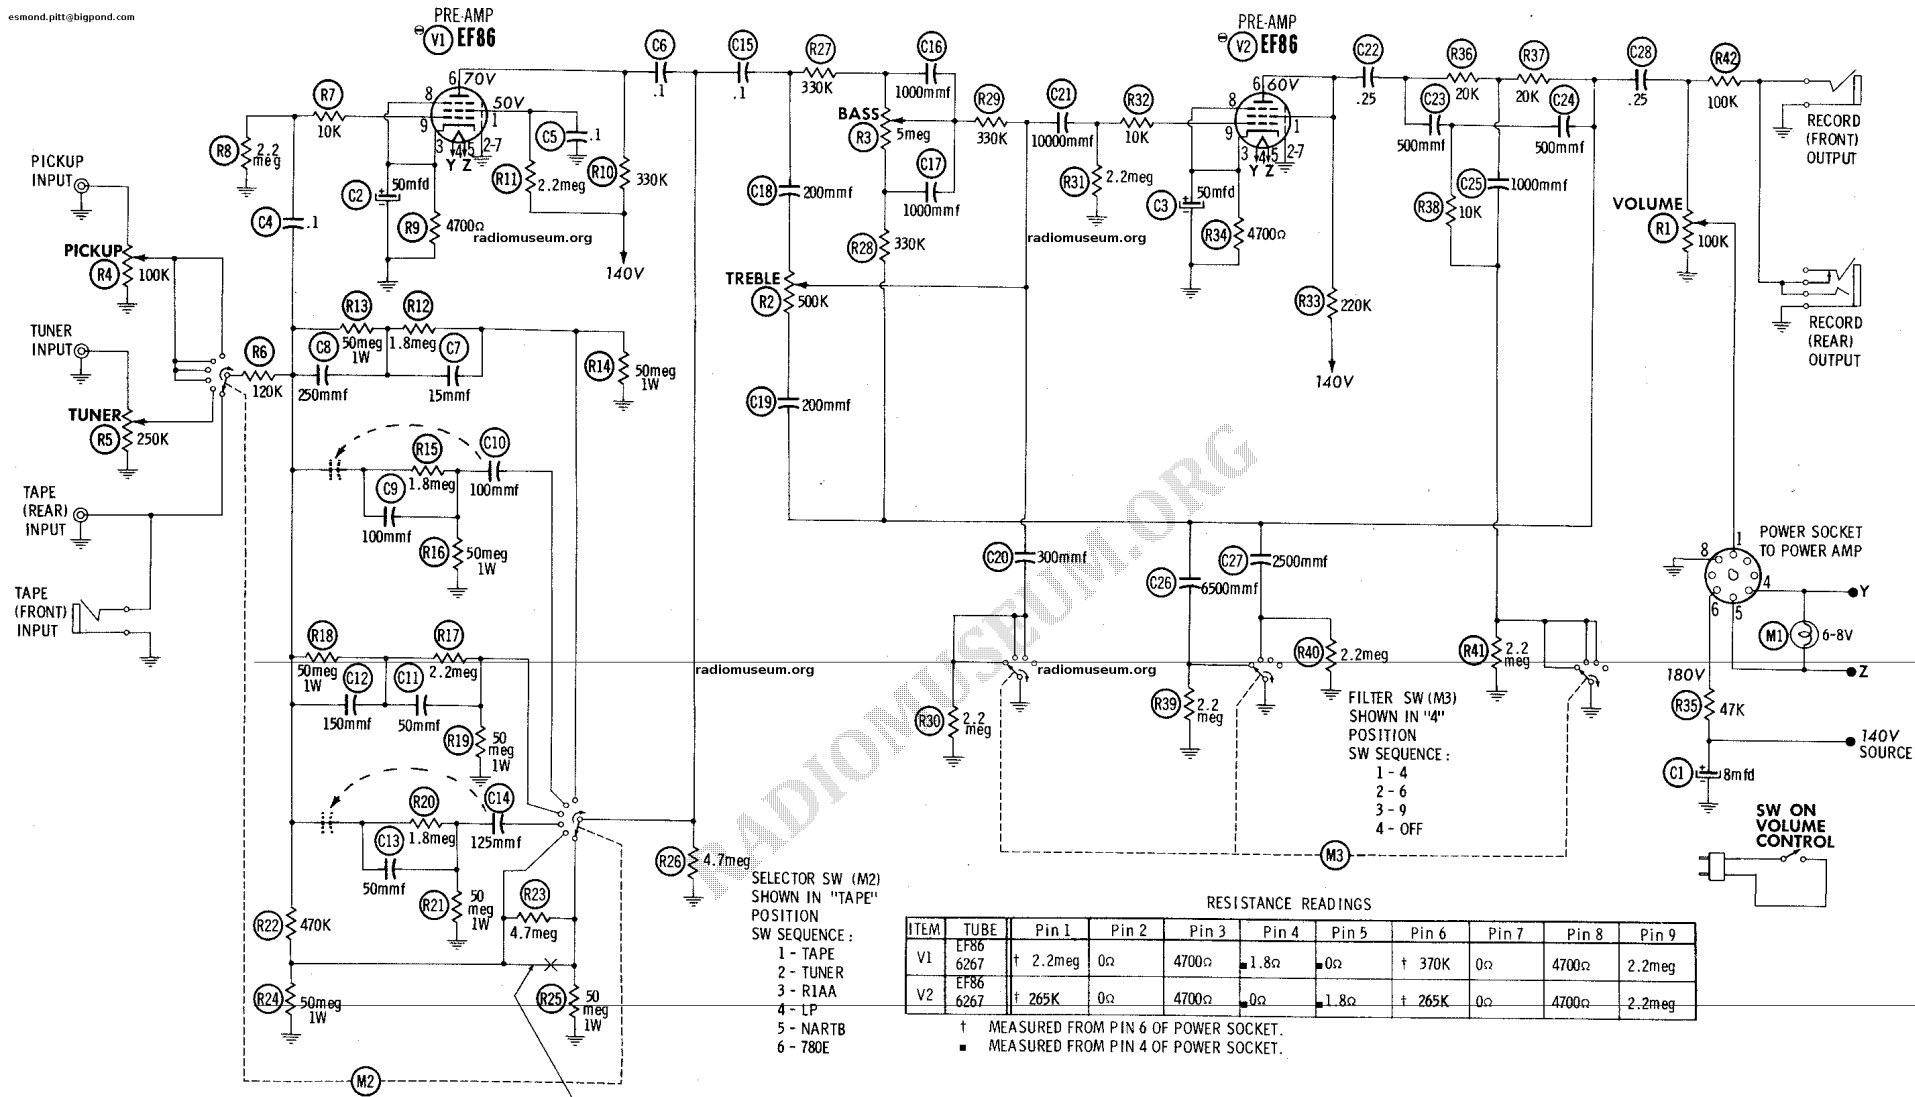 esmond.pitt@bigpond.com
PRE-AMP
V1 EF86
PRE-AMP
V2 EF86
C6
.1
C15
.1
R27
330K
C16
1000mmf
C22
.25
R36
20K
R37
20K
C28
.25
R42
100K
6 70V
50V
8
9
1
3 4 5 2-7
Y Z
R7
10K
R8
2.2
meg
C5
.1
R11
2.2meg
R10
330K
C2
50mfd
R9
4700Ω
140V
radiomuseum.org
BASS
R3
5meg
C17
1000mmf
R29
330K
C21
10000mmf
R32
10K
R31
2.2meg
6 60V
8
9
1
3 4 5 2-7
Y Z
C3
50mfd
R34
4700Ω
radiomuseum.org
C23
500mmf
C24
500mmf
C25
1000mmf
R38
10K
RECORD
(FRONT)
OUTPUT
VOLUME
R1
100K
RECORD
(REAR)
OUTPUT
PICKUP
INPUT
PICKUP
R4
100K
C4
.1
TUNER
INPUT
TUNER
R5
250K
R6
120K
R13
50meg
1W
R12
1.8meg
C8
250mmf
C7
15mmf
R14
50meg
1W
C18
200mmf
R28
330K
TREBLE
R2
500K
C19
200mmf
R33
220K
140V
TAPE
(REAR)
INPUT
TAPE
(FRONT)
INPUT
R15
1.8meg
C10
100mmf
C9
100mmf
R16
50meg
1W
R18
50meg
1W
R17
2.2meg
C12
150mmf
C11
50mmf
R19
50
meg
1W
R20
1.8meg
C14
125mmf
C13
50mmf
R21
50
meg
1W
R22
470K
R23
4.7meg
R24
50meg
1W
R25
50
meg
1W
R26
4.7meg
M2
RADIOMUSEUM.ORG
radiomuseum.org
radiomuseum.org
C20
300mmf
C26
6500mmf
C27
2500mmf
R30
2.2
meg
R39
2.2
meg
R40
2.2meg
R41
2.2
meg
M3
FILTER SW (M3)
SHOWN IN "4"
POSITION
SW SEQUENCE:
1 - 4
2 - 6
3 - 9
4 - OFF
POWER SOCKET
TO POWER AMP
8
1
4
6
5
Y
M1
6-8V
Z
180V
R35
47K
140V
SOURCE
C1
8mfd
SW ON
VOLUME
CONTROL
SELECTOR SW (M2)
SHOWN IN "TAPE"
POSITION
SW SEQUENCE:
1 - TAPE
2 - TUNER
3 - R1AA
4 - LP
5 - NARTB
6 - 780E
RESISTANCE READINGS
ITEM TUBE Pin 1 Pin 2 Pin 3 Pin 4 Pin 5 Pin 6 Pin 7 Pin 8 Pin 9
V1 EF86 6267 † 2.2meg 0Ω 4700Ω ■1.8Ω ■0Ω † 370K 0Ω 4700Ω 2.2meg
V2 EF86 6267 † 265K 0Ω 4700Ω ■0Ω ■1.8Ω † 265K 0Ω 4700Ω 2.2meg
† MEASURED FROM PIN 6 OF POWER SOCKET.
■ MEASURED FROM PIN 4 OF POWER SOCKET.